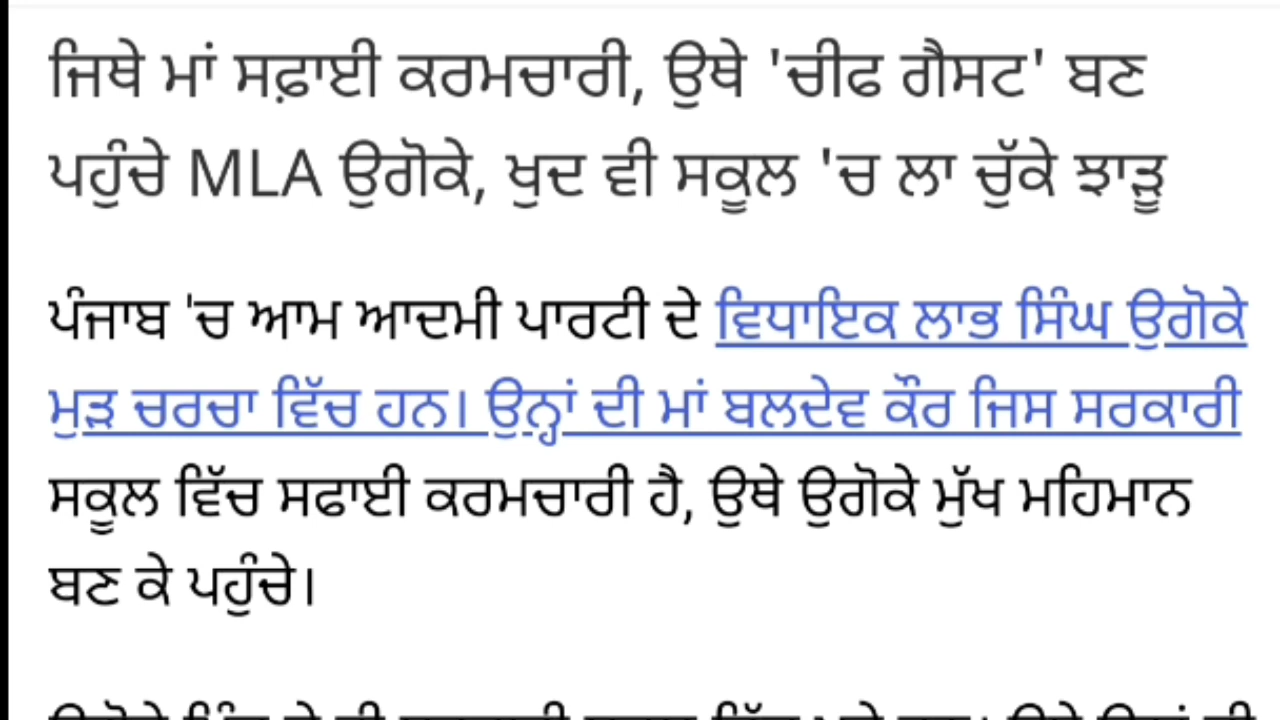 ਜਿਥੇ ਮਾਂ ਸਫ਼ਾਈ ਕਰਮਚਾਰੀ, ਉਥੇ 'ਚੀਫ ਗੈਸਟ' ਬਣ
ਪਹੁੰਚੇ MLA ਉਗੋਕੇ, ਖੁਦ ਵੀ ਸਕੂਲ 'ਚ ਲਾ ਚੁੱਕੇ ਝਾੜੂ
ਪੰਜਾਬ 'ਚ ਆਮ ਆਦਮੀ ਪਾਰਟੀ ਦੇ ਵਿਧਾਇਕ ਲਾਭ ਸਿੰਘ ਉਗੋਕੇ
ਮੁੜ ਚਰਚਾ ਵਿੱਚ ਹਨ। ਉਨ੍ਹਾਂ ਦੀ ਮਾਂ ਬਲਦੇਵ ਕੌਰ ਜਿਸ ਸਰਕਾਰੀ
ਸਕੂਲ ਵਿੱਚ ਸਫਾਈ ਕਰਮਚਾਰੀ ਹੈ, ਉਥੇ ਉਗੋਕੇ ਮੁੱਖ ਮਹਿਮਾਨ
ਬਣ ਕੇ ਪਹੁੰਚੇ।